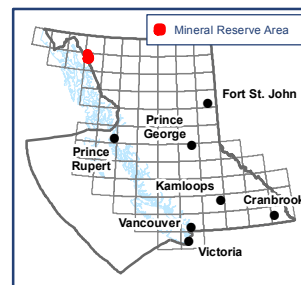 Mineral Reserve Area
Fort St. John
Prince
George
Prince
Rupert
Kamloops
Cranbrook
Vancouver
Victoria